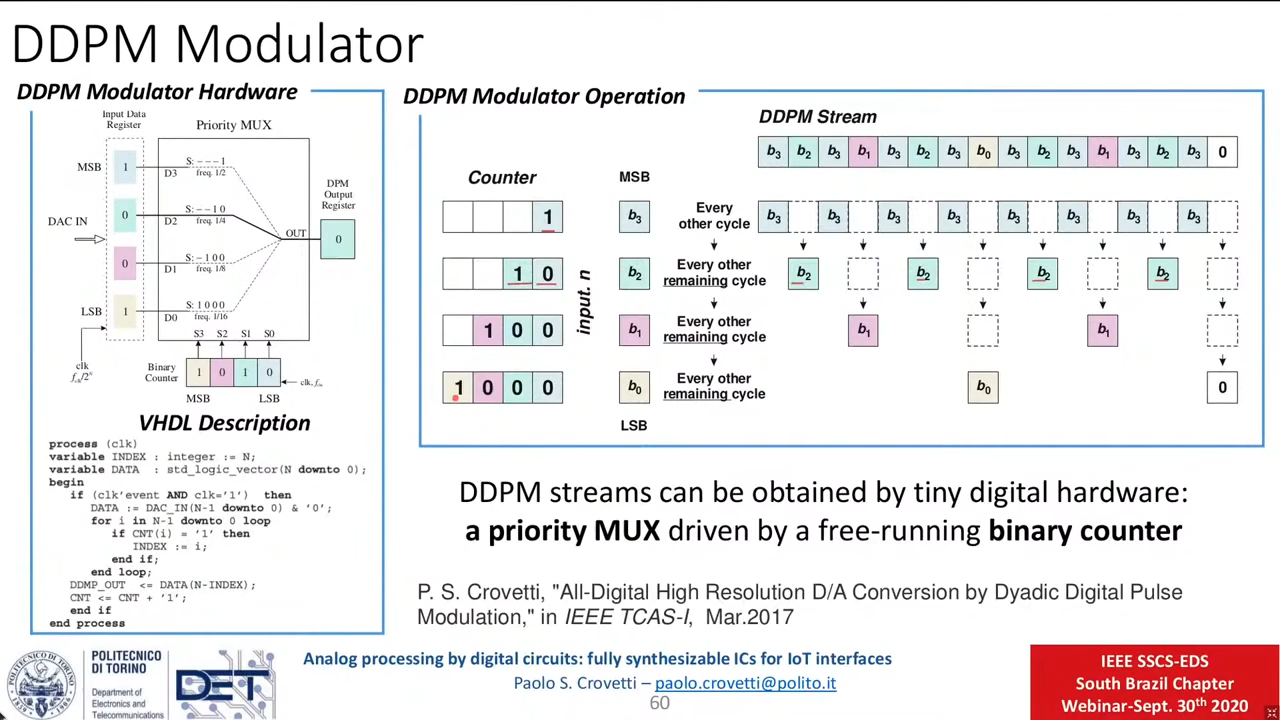 DDPM Modulator
DDPM Modulator Hardware
Input Data
Register
Priority MUX
MSB
1
S: – – – 1
D3
freq. 1/2
DPM
Output
Register
DAC IN
0
S: – – 1 0
D2
freq. 1/4
OUT
0
0
S: – 1 0 0
D1
freq. 1/8
LSB
1
S: 1 0 0 0
D0
freq. 1/16
S3 S2 S1 S0
clk
Binary
Counter
1 0 1 0
MSB LSB
VHDL Description
process (clk)
variable INDEX : integer := N;
variable DATA : std_logic_vector(N downto 0);
begin
if (clk'event AND clk='1') then
DATA := DAC_IN(N-1 downto 0) & '0';
for i in N-1 downto 0 loop
if CNT(i) = '1' then
INDEX := i;
end if;
end loop;
DDMP_OUT <= DATA(N-INDEX);
CNT <= CNT + '1';
end if
end process
DDPM Modulator Operation
DDPM Stream
b3 b2 b3 b1 b3 b2 b3 b0 b3 b2 b3 b1 b3 b2 b3 0
Counter
MSB
1
b3
Every
other cycle
b3 b3 b3 b3 b3 b3 b3 b3
1 0
b2
Every other
remaining cycle
b2 b2 b2 b2
input, n
1 0 0
b1
Every other
remaining cycle
b1 b1
1 0 0 0
b0
Every other
remaining cycle
b0 0
LSB
DDPM streams can be obtained by tiny digital hardware:
a priority MUX driven by a free-running binary counter
P. S. Crovetti, "All-Digital High Resolution D/A Conversion by Dyadic Digital Pulse
Modulation," in IEEE TCAS-I, Mar.2017
POLITECNICO
DI TORINO
Department of
Electronics and
Telecommunications
DET
Analog processing by digital circuits: fully synthesizable ICs for IoT interfaces
Paolo S. Crovetti – paolo.crovetti@polito.it
60
IEEE SSCS-EDS
South Brazil Chapter
Webinar-Sept. 30th 2020